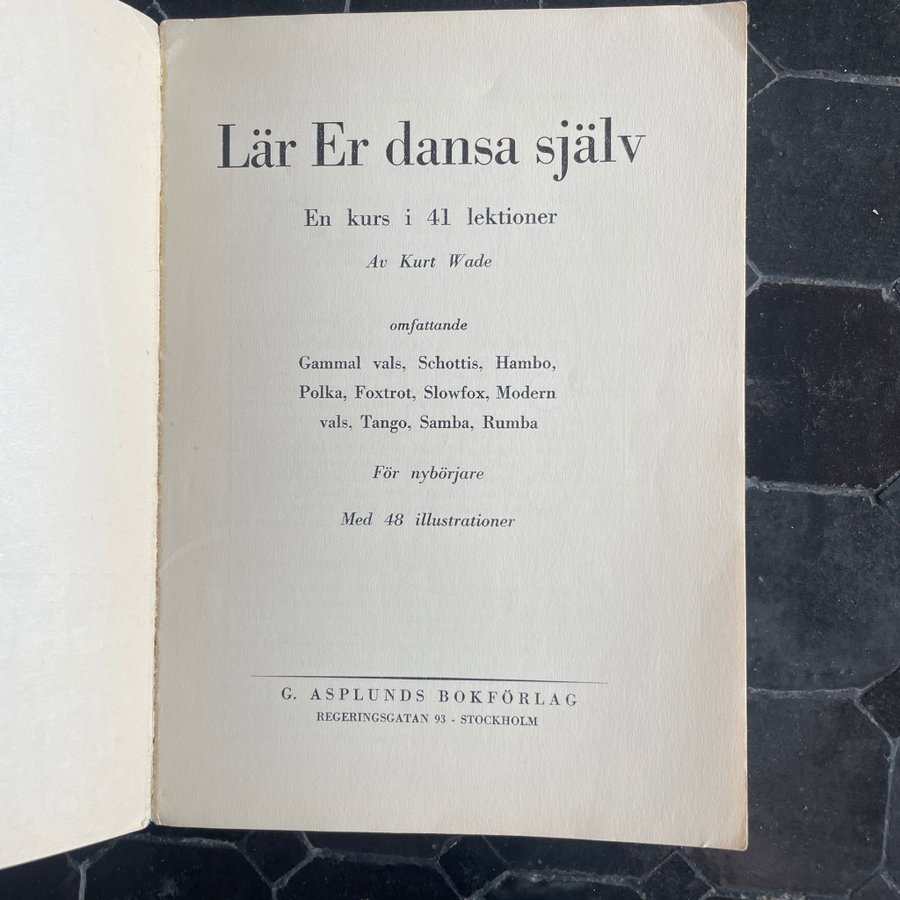 Lär Er dansa själv
En kurs i 41 lektioner
Av Kurt Wade
omfattande
Gammal vals, Schottis, Hambo,
Polka, Foxtrot, Slowfox, Modern
vals, Tango, Samba, Rumba
För nybörjare
Med 48 illustrationer
G. ASPLUNDS BOKFÖRLAG
REGERINGSGATAN 93 - STOCKHOLM